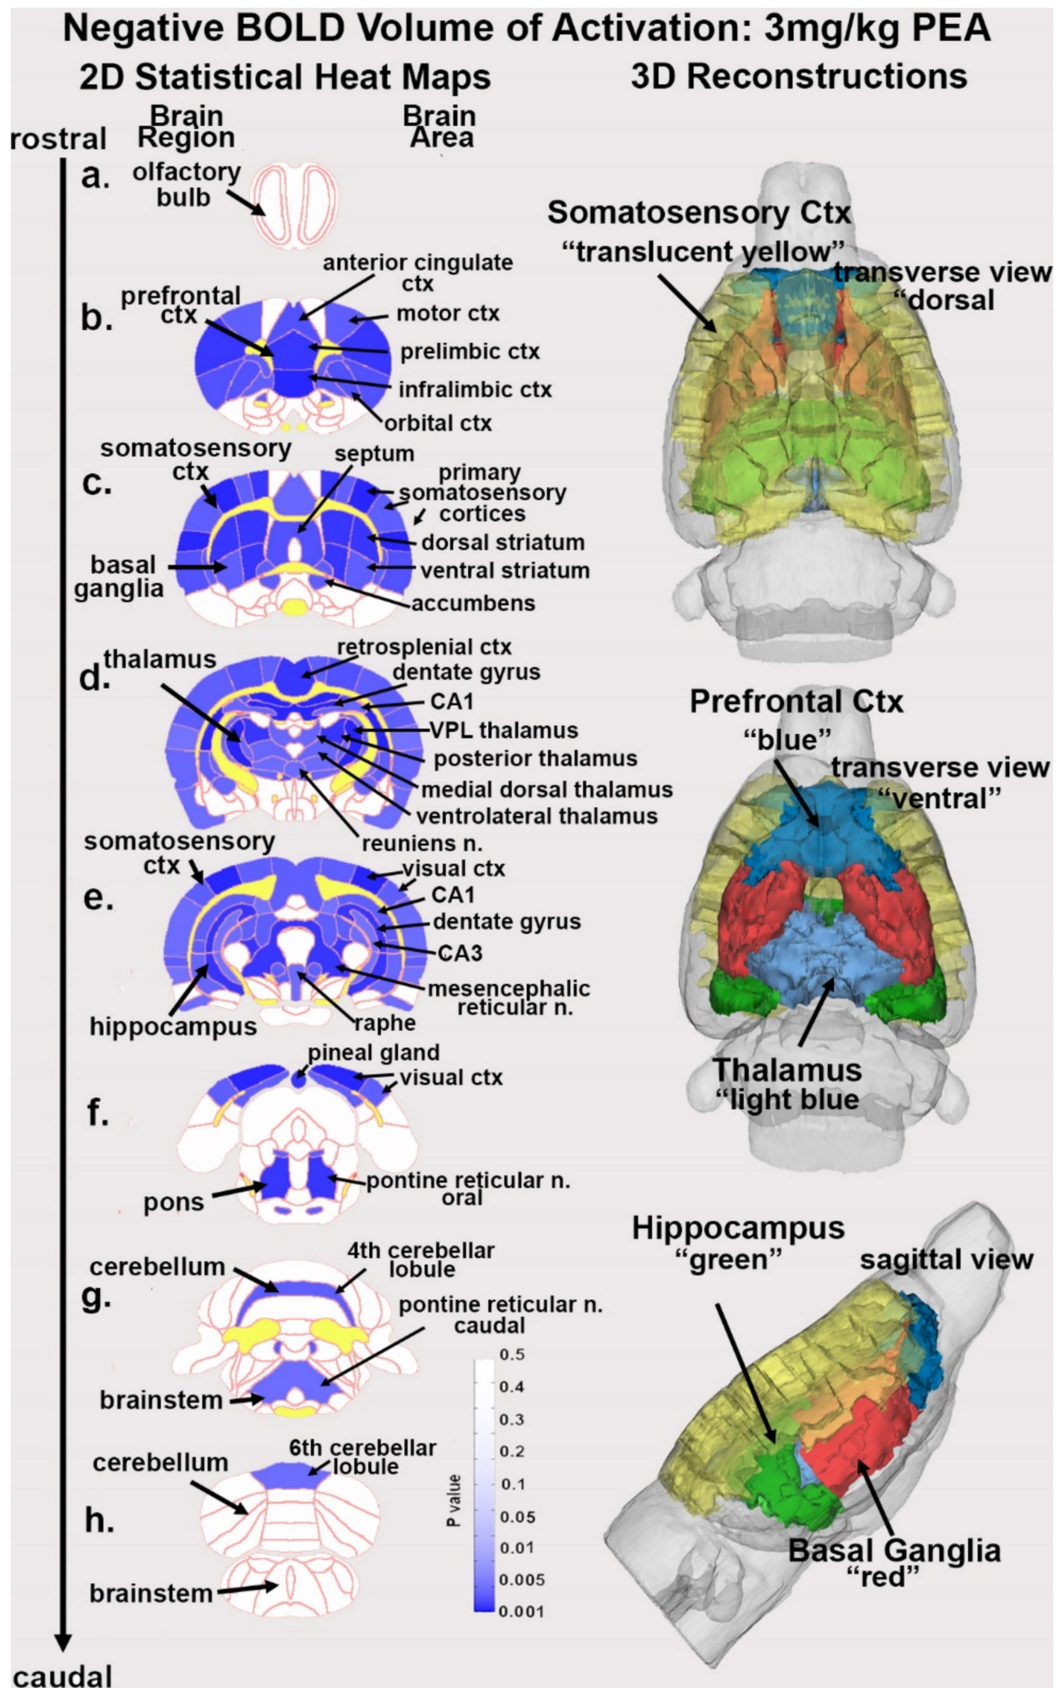 Negative BOLD Volume of Activation: 3mg/kg PEA
2D Statistical Heat Maps
3D Reconstructions
Brain
Region
Brain
Area
rostral
a.
olfactory
bulb
b.
prefrontal
ctx
anterior cingulate
ctx
motor ctx
prelimbic ctx
infralimbic ctx
orbital ctx
c.
somatosensory
ctx
septum
primary
somatosensory
cortices
dorsal striatum
ventral striatum
accumbens
basal
ganglia
d.
thalamus
retrosplenial ctx
dentate gyrus
CA1
VPL thalamus
posterior thalamus
medial dorsal thalamus
ventrolateral thalamus
reuniens n.
somatosensory
ctx
e.
visual ctx
CA1
dentate gyrus
CA3
mesencephalic
reticular n.
raphe
hippocampus
pineal gland
visual ctx
f.
pons
pontine reticular n.
oral
cerebellum
4th cerebellar
lobule
g.
pontine reticular n.
caudal
brainstem
cerebellum
6th cerebellar
lobule
h.
brainstem
caudal
P value
0.5
0.4
0.3
0.2
0.1
0.05
0.01
0.005
0.001
Somatosensory Ctx
“translucent yellow”
transverse view
“dorsal
Prefrontal Ctx
“blue”
transverse view
“ventral”
Thalamus
“light blue
Hippocampus
“green”
sagittal view
Basal Ganglia
“red”